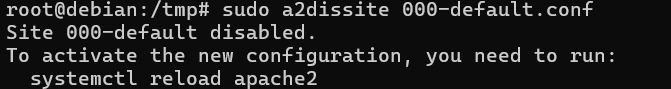 root@debian:/tmp# sudo a2dissite 000-default.conf
Site 000-default disabled.
To activate the new configuration, you need to run:
  systemctl reload apache2